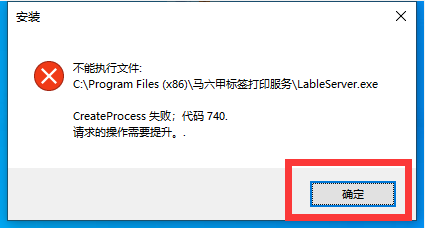 安装
不能执行文件:
C:\Program Files (x86)\马六甲标签打印服务\LableServer.exe
CreateProcess 失败；代码 740.
请求的操作需要提升。.
确定